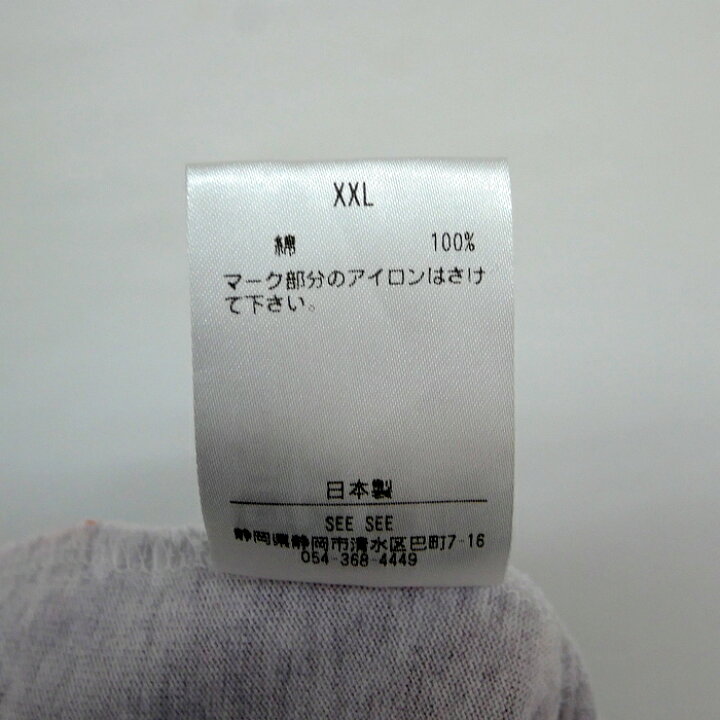 XXL
綿 100%
マーク部分のアイロンはさけ
て下さい。
日本製
SEE SEE
静岡県静岡市清水区巴町7-16
054-368-4449